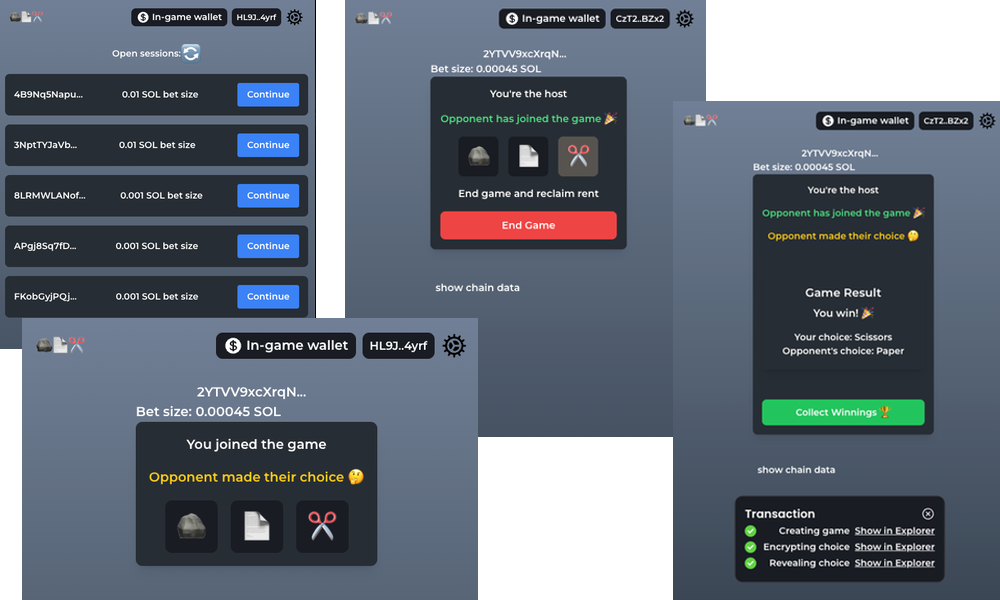 In-game wallet
HL9J..4yrf
Open sessions:
4B9Nq5Napu... 0.01 SOL bet size Continue
3NptTYJaVb... 0.01 SOL bet size Continue
8LRMWLANof... 0.001 SOL bet size Continue
APgj8Sq7fD... 0.001 SOL bet size Continue
FKobGyjPQj... 0.001 SOL bet size Continue
In-game wallet
CzT2..BZx2
2YTVV9xcXrqN...
Bet size: 0.00045 SOL
You're the host
Opponent has joined the game 🎉
End game and reclaim rent
End Game
show chain data
In-game wallet
HL9J..4yrf
2YTVV9xcXrqN...
Bet size: 0.00045 SOL
You joined the game
Opponent made their choice 🤔
In-game wallet
CzT2..BZx2
2YTVV9xcXrqN...
Bet size: 0.00045 SOL
You're the host
Opponent has joined the game 🎉
Opponent made their choice 🤔
Game Result
You win! 🎉
Your choice: Scissors
Opponent's choice: Paper
Collect Winnings 🏆
show chain data
Transaction
Creating game Show in Explorer
Encrypting choice Show in Explorer
Revealing choice Show in Explorer